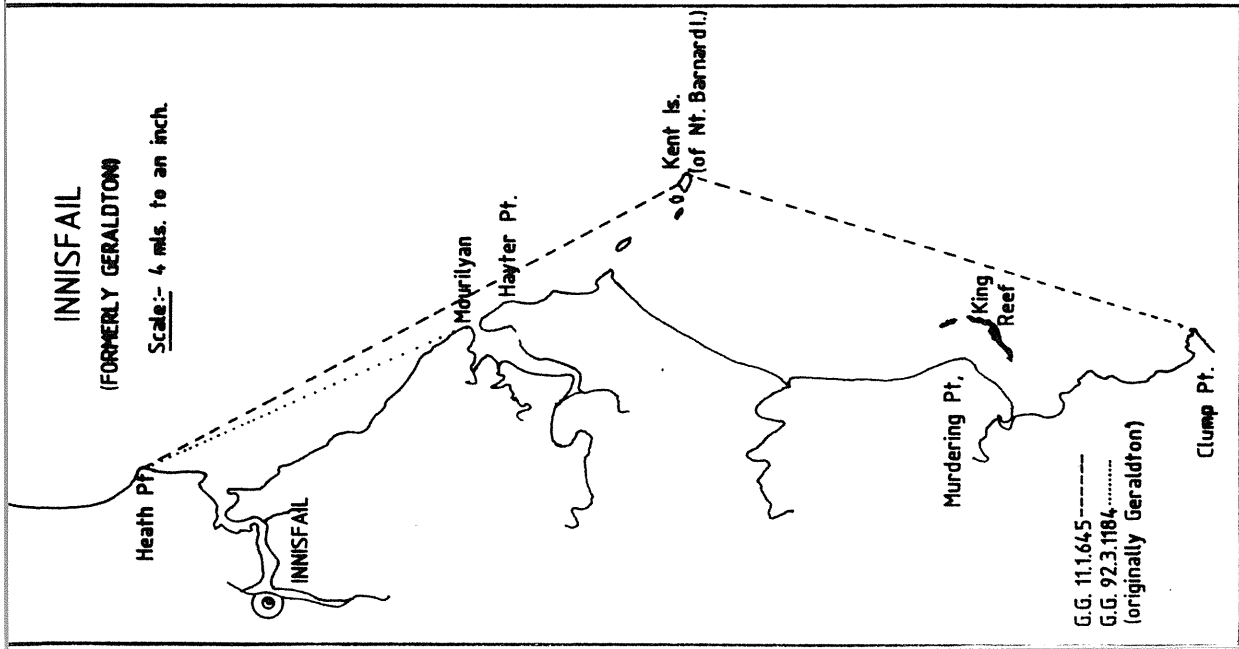 INNISFAIL
(FORMERLY GERALDTON)
Scale:- 4 mls. to an inch.
Heath Pt.
INNISFAIL
Mourilyan
Hayter Pt.
Kent Is.
(of Nt. Barnard I.)
Murdering Pt.
King
Reef
Clump Pt.
G.G. 11.1.645------
G.G. 92.3.1184..........
(originally Geraldton)